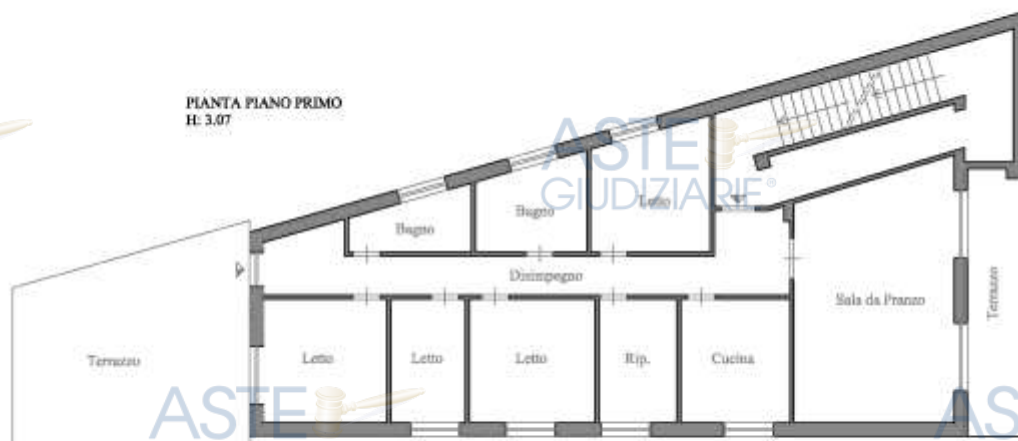 PIANTA PIANO PRIMO
H: 3.07
ASTE
GIUDIZIARIE®
Letto
Bagno
Bagno
Disimpegno
Sala da Pranzo
Terrazzo
Terrazzo
Letto
Letto
Letto
Rip.
Cucina
ASTE
AS